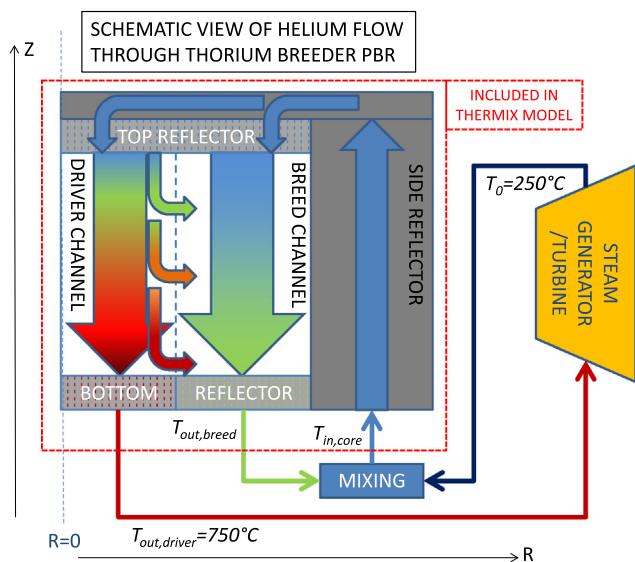 SCHEMATIC VIEW OF HELIUM FLOW
THROUGH THORIUM BREEDER PBR
Z
INCLUDED IN
THERMIX MODEL
TOP REFLECTOR
DRIVER CHANNEL
BREED CHANNEL
SIDE REFLECTOR
T0=250°C
STEAM
GENERATOR
/TURBINE
BOTTOM
REFLECTOR
Tout,breed
Tin,core
MIXING
R=0
Tout,driver=750°C
R